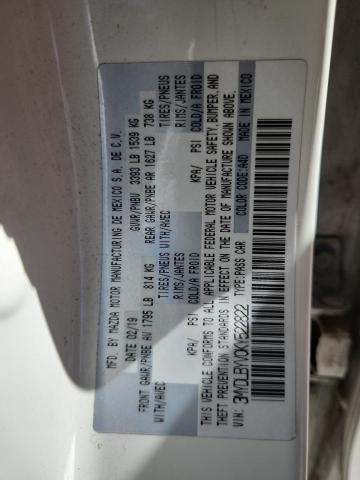 MFD. BY MAZDA MOTOR MANUFACTURING DE MEXICO S.A. DE C.V.
DATE 02/19 GVWR/PNBV 3393 LB 1539 KG
FRONT GAWR/PNBE AV 1795 LB 814 KG REAR GAWR/PNBE AR 1627 LB 738 KG
WITH/AVEC TIRES/PNEUS WITH/AVEC TIRES/PNEUS
RIMS/JANTES RIMS/JANTES
KPA/ PSI COLD/A FROID KPA/ PSI COLD/A FROID
THIS VEHICLE CONFORMS TO ALL APPLICABLE FEDERAL MOTOR VEHICLE SAFETY, BUMPER, AND
THEFT PREVENTION STANDARDS IN EFFECT ON THE DATE OF MANUFACTURE SHOWN ABOVE.
VIN: TYPE:PASS CAR COLOR CODE:A4D MADE IN MEXICO